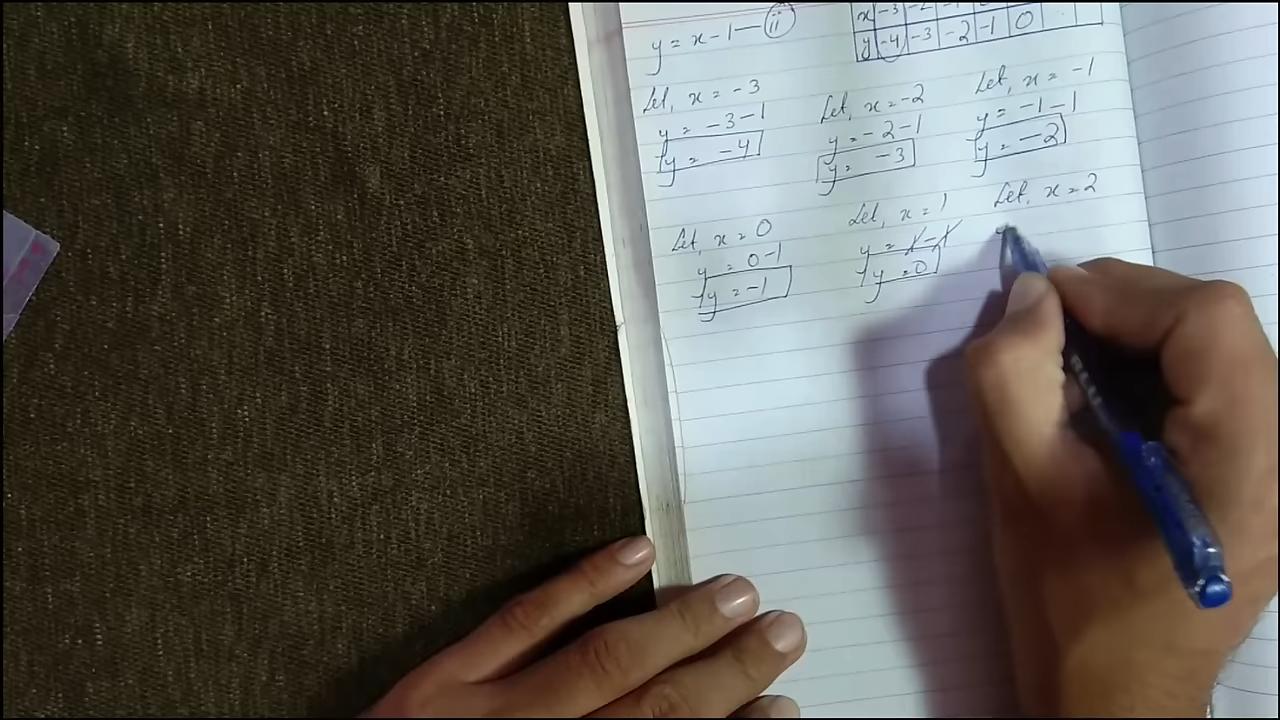 y = x - 1 — (ii)
x -3 -2 -1
y -4 -3 -2 -1 0
Let, x = -3
y = -3 - 1
y = -4
Let, x = -2
y = -2 - 1
y = -3
Let, x = -1
y = -1 - 1
y = -2
Let, x = 0
y = 0 - 1
y = -1
Let, x = 1
y = 1 - 1
y = 0
Let, x = 2
y